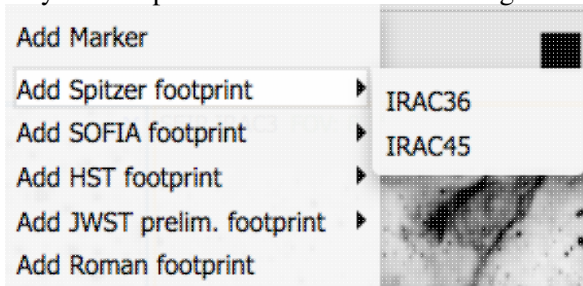 Add Marker
Add Spitzer footprint
IRAC36
Add SOFIA footprint
IRAC45
Add HST footprint
Add JWST prelim. footprint
Add Roman footprint